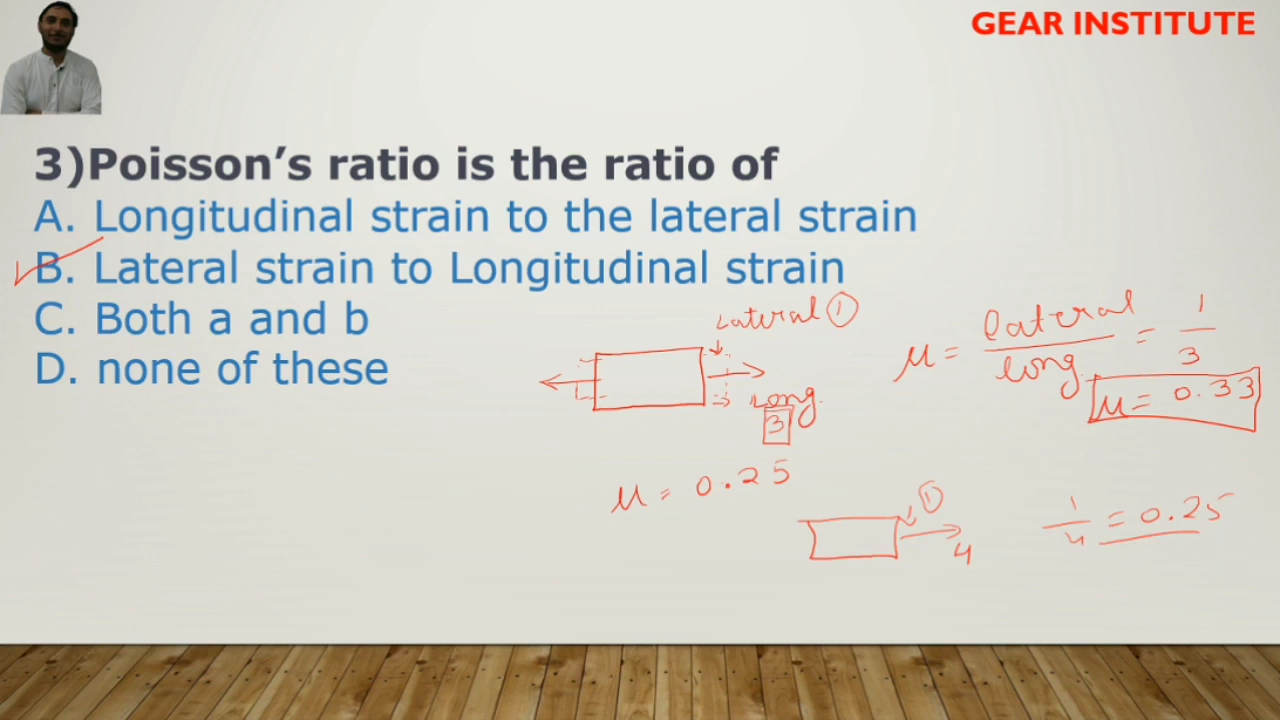 GEAR INSTITUTE
3)Poisson’s ratio is the ratio of
A. Longitudinal strain to the lateral strain
B. Lateral strain to Longitudinal strain
C. Both a and b
D. none of these
Lateral 1
long.
3
μ = lateral / long = 1 / 3
μ = 0.33
μ = 0.25
1
4
1 / 4 = 0.25